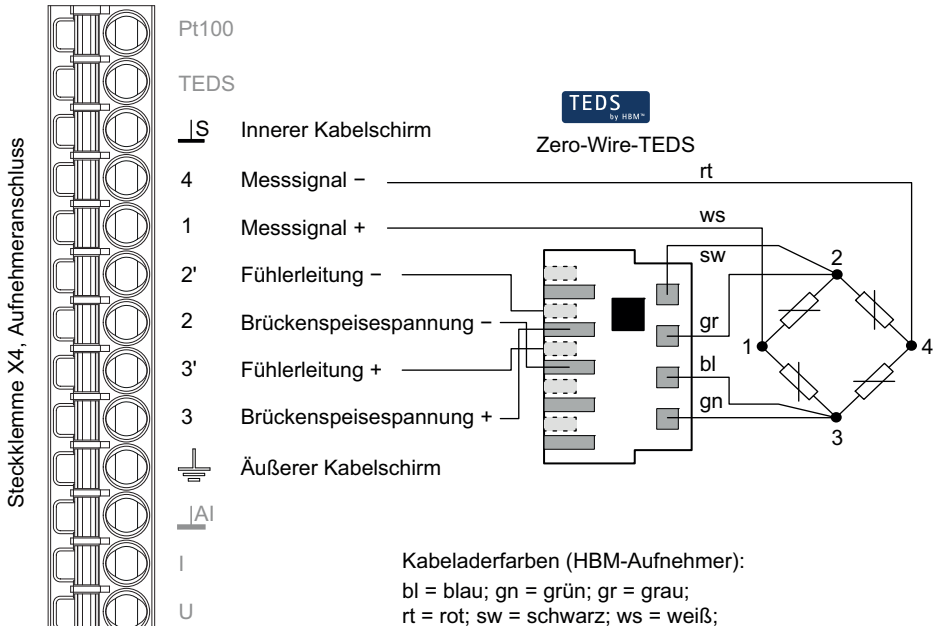 Steckklemme X4, Aufnehmeranschluss
Pt100
TEDS
S Innerer Kabelschirm
4 Messsignal −
1 Messsignal +
2' Fühlerleitung −
2 Brückenspeisespannung −
3' Fühlerleitung +
3 Brückenspeisespannung +
Äußerer Kabelschirm
AI
I
U
TEDS
by HBM™
Zero-Wire-TEDS
rt
ws
sw
gr
bl
gn
2
1
4
3
Kabeladerfarben (HBM-Aufnehmer):
bl = blau; gn = grün; gr = grau;
rt = rot; sw = schwarz; ws = weiß;